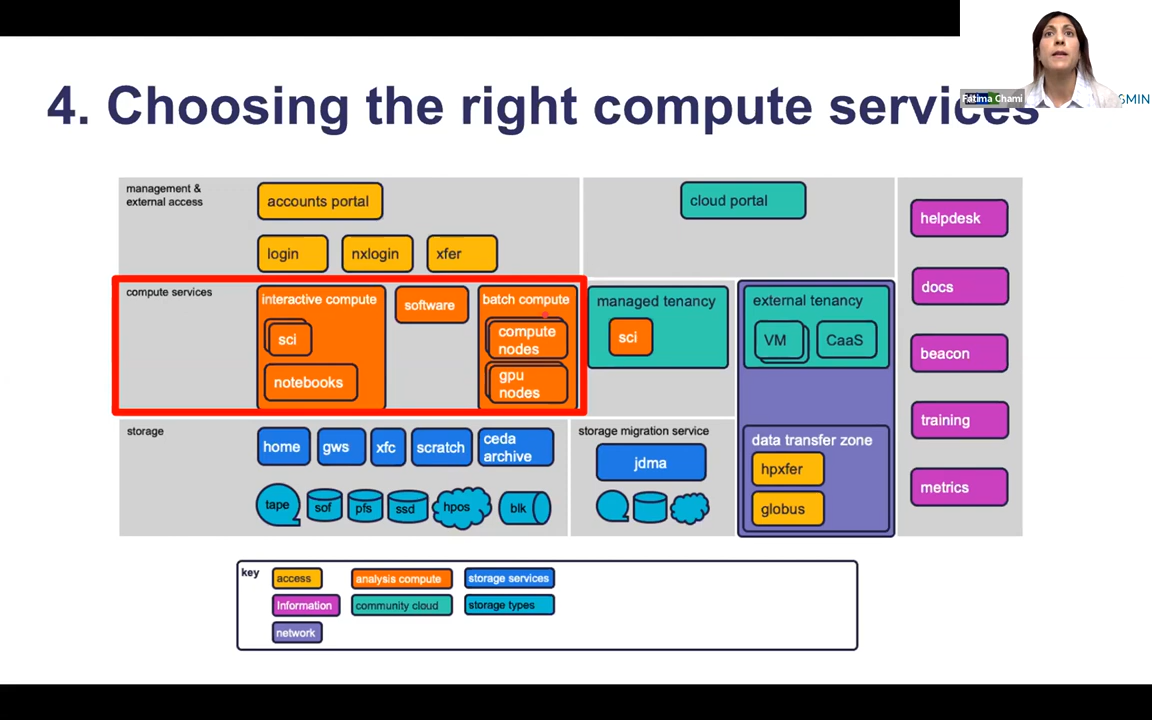 4. Choosing the right compute services
Fatima Chami
SMIN
management &
external access
accounts portal
cloud portal
helpdesk
login
nxlogin
xfer
docs
compute services
interactive compute
software
batch compute
managed tenancy
external tenancy
sci
compute
nodes
sci
VM
CaaS
beacon
notebooks
gpu
nodes
training
storage
storage migration service
data transfer zone
home
gws
xfc
scratch
ceda
archive
jdma
hpxfer
metrics
tape
sof
pfs
ssd
hpos
blk
globus
key
access
analysis compute
storage services
Information
community cloud
storage types
network